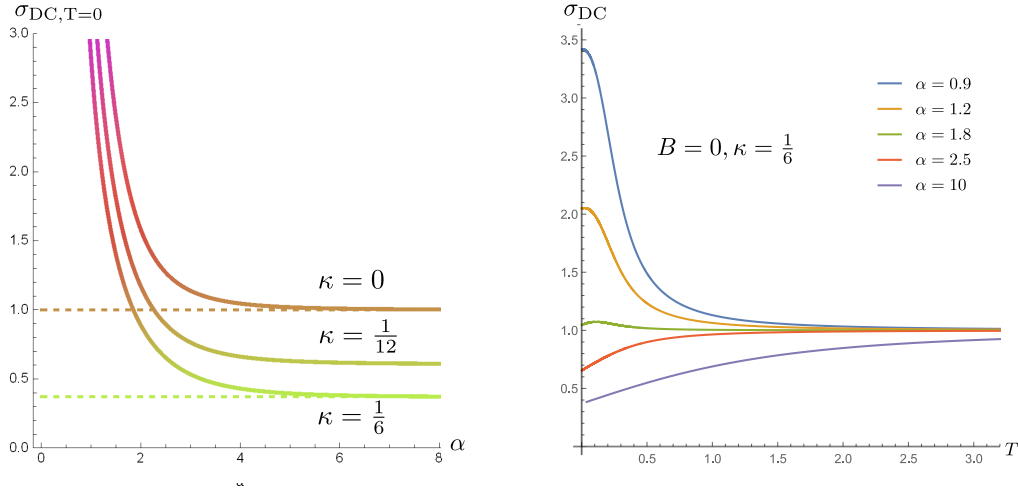 σ_DC,T=0
3.0
2.5
2.0
1.5
1.0
0.5
0.0
0 2 4 6 8 α
κ = 0
κ = 1/12
κ = 1/6
σ_DC
3.5
3.0
2.5
2.0
1.5
1.0
0.5
0.5 1.0 1.5 2.0 2.5 3.0 T
B = 0, κ = 1/6
α = 0.9
α = 1.2
α = 1.8
α = 2.5
α = 10